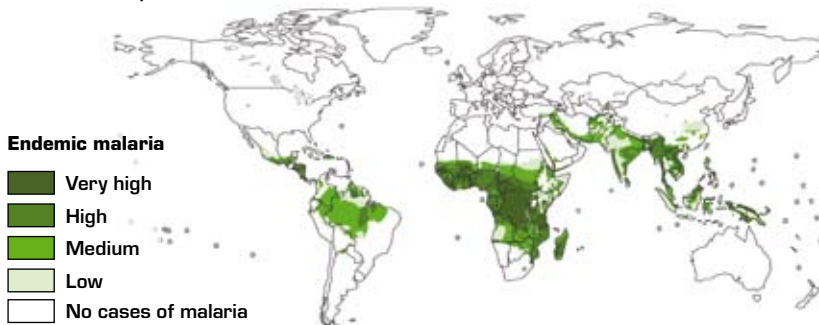 Endemic malaria
Very high
High
Medium
Low
No cases of malaria